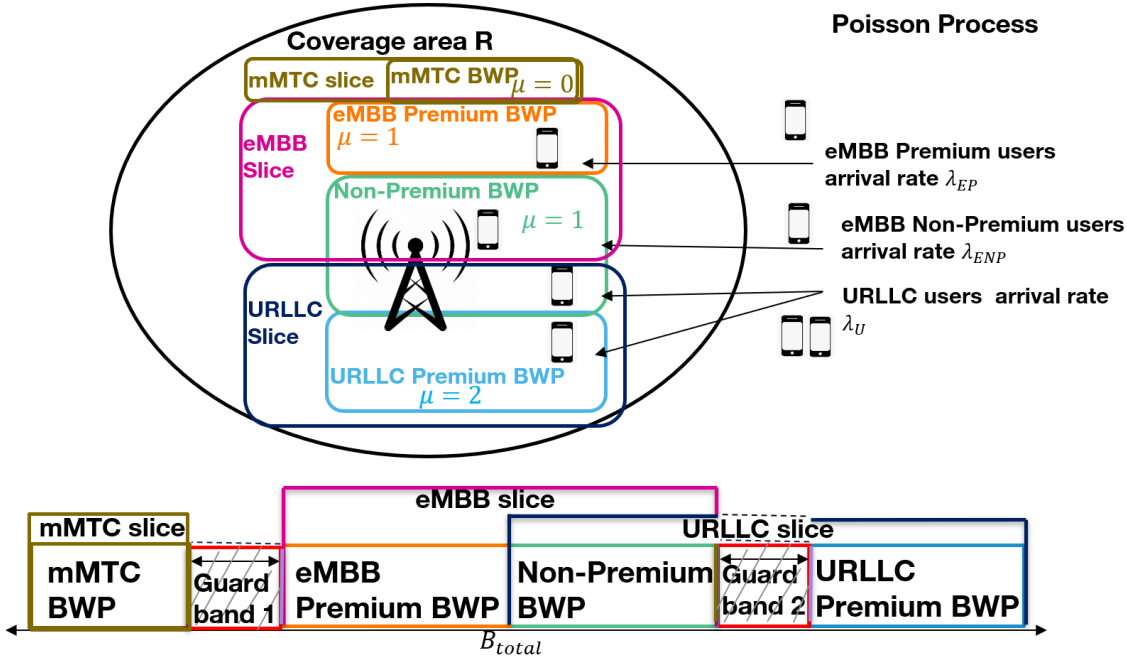 Poisson Process
Coverage area R
mMTC slice
mMTC BWP
μ = 0
eMBB Premium BWP
μ = 1
eMBB
Slice
Non-Premium BWP
μ = 1
URLLC
Slice
URLLC Premium BWP
μ = 2
eMBB Premium users
arrival rate λ_EP
eMBB Non-Premium users
arrival rate λ_ENP
URLLC users arrival rate
λ_U
eMBB slice
mMTC slice
URLLC slice
mMTC
BWP
Guard
band 1
eMBB
Premium BWP
Non-Premium
BWP
Guard
band 2
URLLC
Premium BWP
B_total